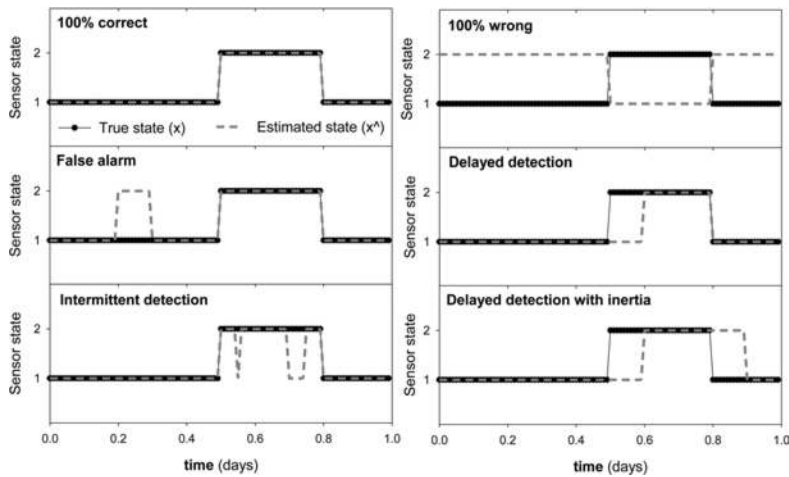 100% correct
Sensor state
2
1
True state (x)
Estimated state (x^)
False alarm
Sensor state
2
1
Intermittent detection
Sensor state
2
1
0.0 0.2 0.4 0.6 0.8 1.0
time (days)
100% wrong
Sensor state
2
1
Delayed detection
Sensor state
2
1
Delayed detection with inertia
Sensor state
2
1
0.0 0.2 0.4 0.6 0.8 1.0
time (days)